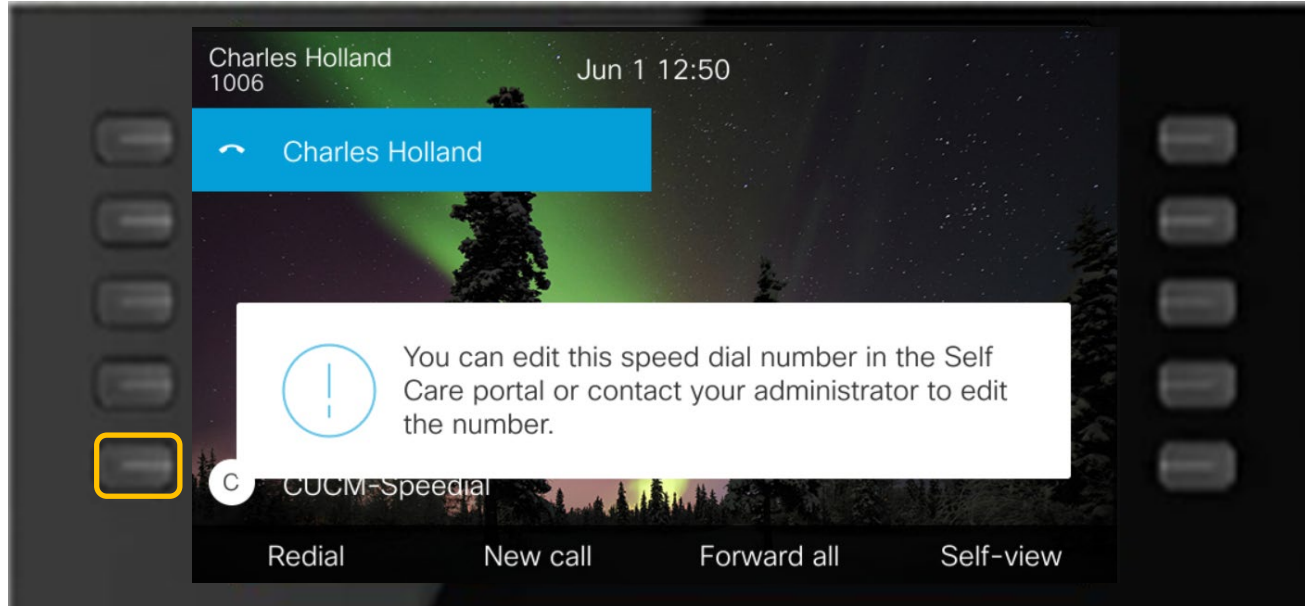 Charles Holland
1006
Jun 1 12:50
Charles Holland
You can edit this speed dial number in the Self
Care portal or contact your administrator to edit
the number.
C
CUCM-Speedial
Redial New call Forward all Self-view